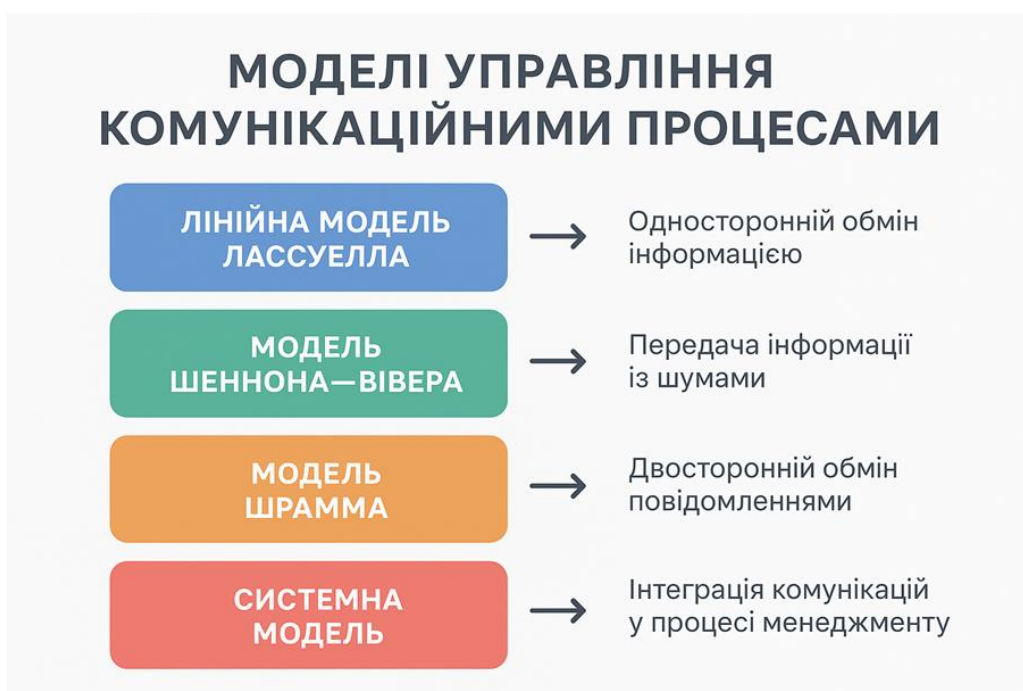 МОДЕЛІ УПРАВЛІННЯ
КОМУНІКАЦІЙНИМИ ПРОЦЕСАМИ
ЛІНІЙНА МОДЕЛЬ
ЛАССУЕЛЛА
Односторонній обмін
інформацією
МОДЕЛЬ
ШЕННОНА—ВІВЕРА
Передача інформації
із шумами
МОДЕЛЬ
ШРАММА
Двосторонній обмін
повідомленнями
СИСТЕМНА
МОДЕЛЬ
Інтеграція комунікацій
у процесі менеджменту